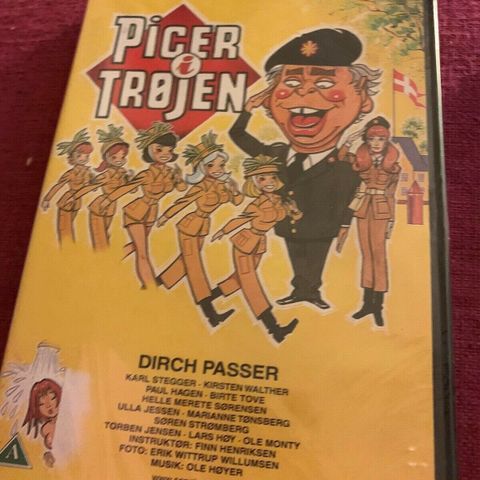 PIGER
i
TRØJEN
DIRCH PASSER
KARL STEGGER · KIRSTEN WALTHER
PAUL HAGEN · BIRTE TOVE
HELLE MERETE SØRENSEN
ULLA JESSEN · MARIANNE TØNSBERG
SØREN STRØMBERG
TORBEN JENSEN · LARS HØY · OLE MONTY
INSTRUKTØR: FINN HENRIKSEN
FOTO: ERIK WITTRUP WILLUMSEN
MUSIK: OLE HØYER
A